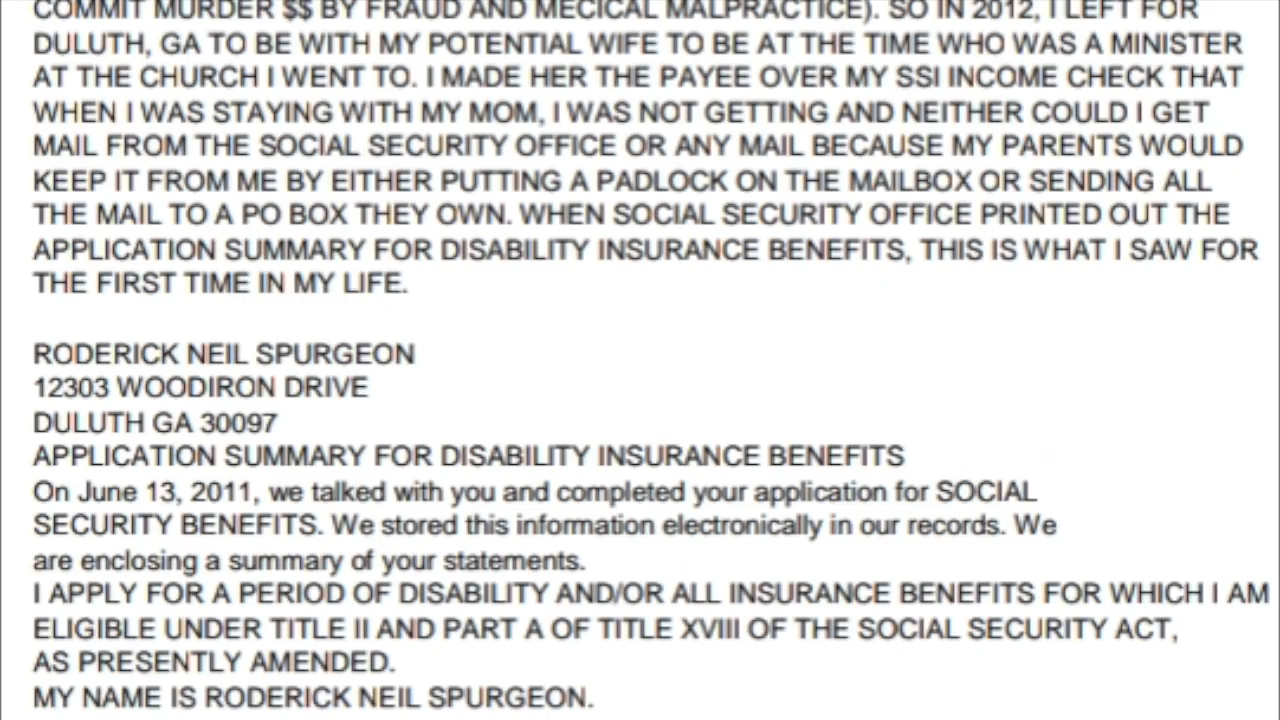 COMMIT MURDER $$ BY FRAUD AND MECICAL MALPRACTICE). SO IN 2012, I LEFT FOR
DULUTH, GA TO BE WITH MY POTENTIAL WIFE TO BE AT THE TIME WHO WAS A MINISTER
AT THE CHURCH I WENT TO. I MADE HER THE PAYEE OVER MY SSI INCOME CHECK THAT
WHEN I WAS STAYING WITH MY MOM, I WAS NOT GETTING AND NEITHER COULD I GET
MAIL FROM THE SOCIAL SECURITY OFFICE OR ANY MAIL BECAUSE MY PARENTS WOULD
KEEP IT FROM ME BY EITHER PUTTING A PADLOCK ON THE MAILBOX OR SENDING ALL
THE MAIL TO A PO BOX THEY OWN. WHEN SOCIAL SECURITY OFFICE PRINTED OUT THE
APPLICATION SUMMARY FOR DISABILITY INSURANCE BENEFITS, THIS IS WHAT I SAW FOR
THE FIRST TIME IN MY LIFE.
RODERICK NEIL SPURGEON
12303 WOODIRON DRIVE
DULUTH GA 30097
APPLICATION SUMMARY FOR DISABILITY INSURANCE BENEFITS
On June 13, 2011, we talked with you and completed your application for SOCIAL
SECURITY BENEFITS. We stored this information electronically in our records. We
are enclosing a summary of your statements.
I APPLY FOR A PERIOD OF DISABILITY AND/OR ALL INSURANCE BENEFITS FOR WHICH I AM
ELIGIBLE UNDER TITLE II AND PART A OF TITLE XVIII OF THE SOCIAL SECURITY ACT,
AS PRESENTLY AMENDED.
MY NAME IS RODERICK NEIL SPURGEON.